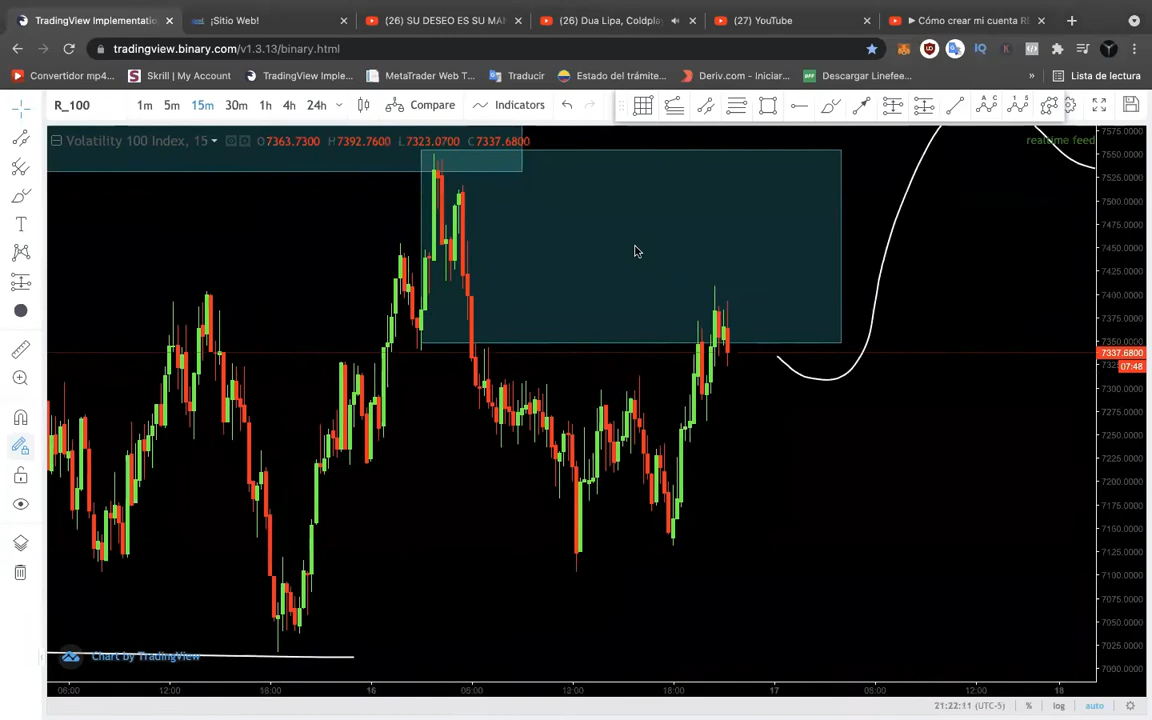 TradingView Implementatio
¡Sitio Web!
(26) SU DESEO ES SU MAN
(26) Dua Lipa, Coldplay
(27) YouTube
▶ Cómo crear mi cuenta RE
tradingview.binary.com/v1.3.13/binary.html
Convertidor mp4...
Skrill | My Account
TradingView Imple...
MetaTrader Web T...
Traducir
Estado del trámite...
Deriv.com - Iniciar...
BFF
Descargar Linefee...
»
Lista de lectura
R_100
1m 5m 15m 30m 1h 4h 24h
Compare
Indicators
Volatility 100 Index, 15
O7363.7300 H7392.7600 L7323.0700 C7337.6800
realtime feed
7575.0000
7550.0000
7525.0000
7500.0000
7475.0000
7450.0000
7425.0000
7400.0000
7375.0000
7350.0000
7337.6800
07:48
7300.0000
7275.0000
7250.0000
7225.0000
7200.0000
7175.0000
7150.0000
7125.0000
7100.0000
7075.0000
7050.0000
7025.0000
7000.0000
Chart by TradingView
06:00 12:00 18:00 16 12:00 18:00 17 12:00 18
21:22:11 (UTC-5) % log auto